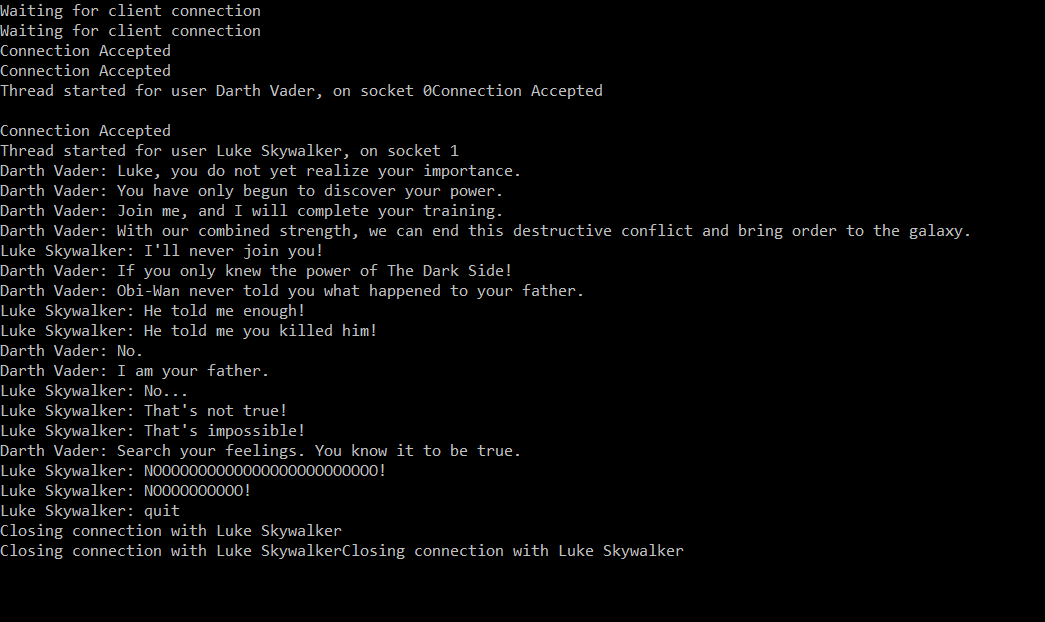 Waiting for client connection
Waiting for client connection
Connection Accepted
Connection Accepted
Thread started for user Darth Vader, on socket 0Connection Accepted
Connection Accepted
Thread started for user Luke Skywalker, on socket 1
Darth Vader: Luke, you do not yet realize your importance.
Darth Vader: You have only begun to discover your power.
Darth Vader: Join me, and I will complete your training.
Darth Vader: With our combined strength, we can end this destructive conflict and bring order to the galaxy.
Luke Skywalker: I'll never join you!
Darth Vader: If you only knew the power of The Dark Side!
Darth Vader: Obi-Wan never told you what happened to your father.
Luke Skywalker: He told me enough!
Luke Skywalker: He told me you killed him!
Darth Vader: No.
Darth Vader: I am your father.
Luke Skywalker: No...
Luke Skywalker: That's not true!
Luke Skywalker: That's impossible!
Darth Vader: Search your feelings. You know it to be true.
Luke Skywalker: NOOOOOOOOOOOOOOOOOOOOOOOOO!
Luke Skywalker: NOOOOOOOOOO!
Luke Skywalker: quit
Closing connection with Luke Skywalker
Closing connection with Luke SkywalkerClosing connection with Luke Skywalker